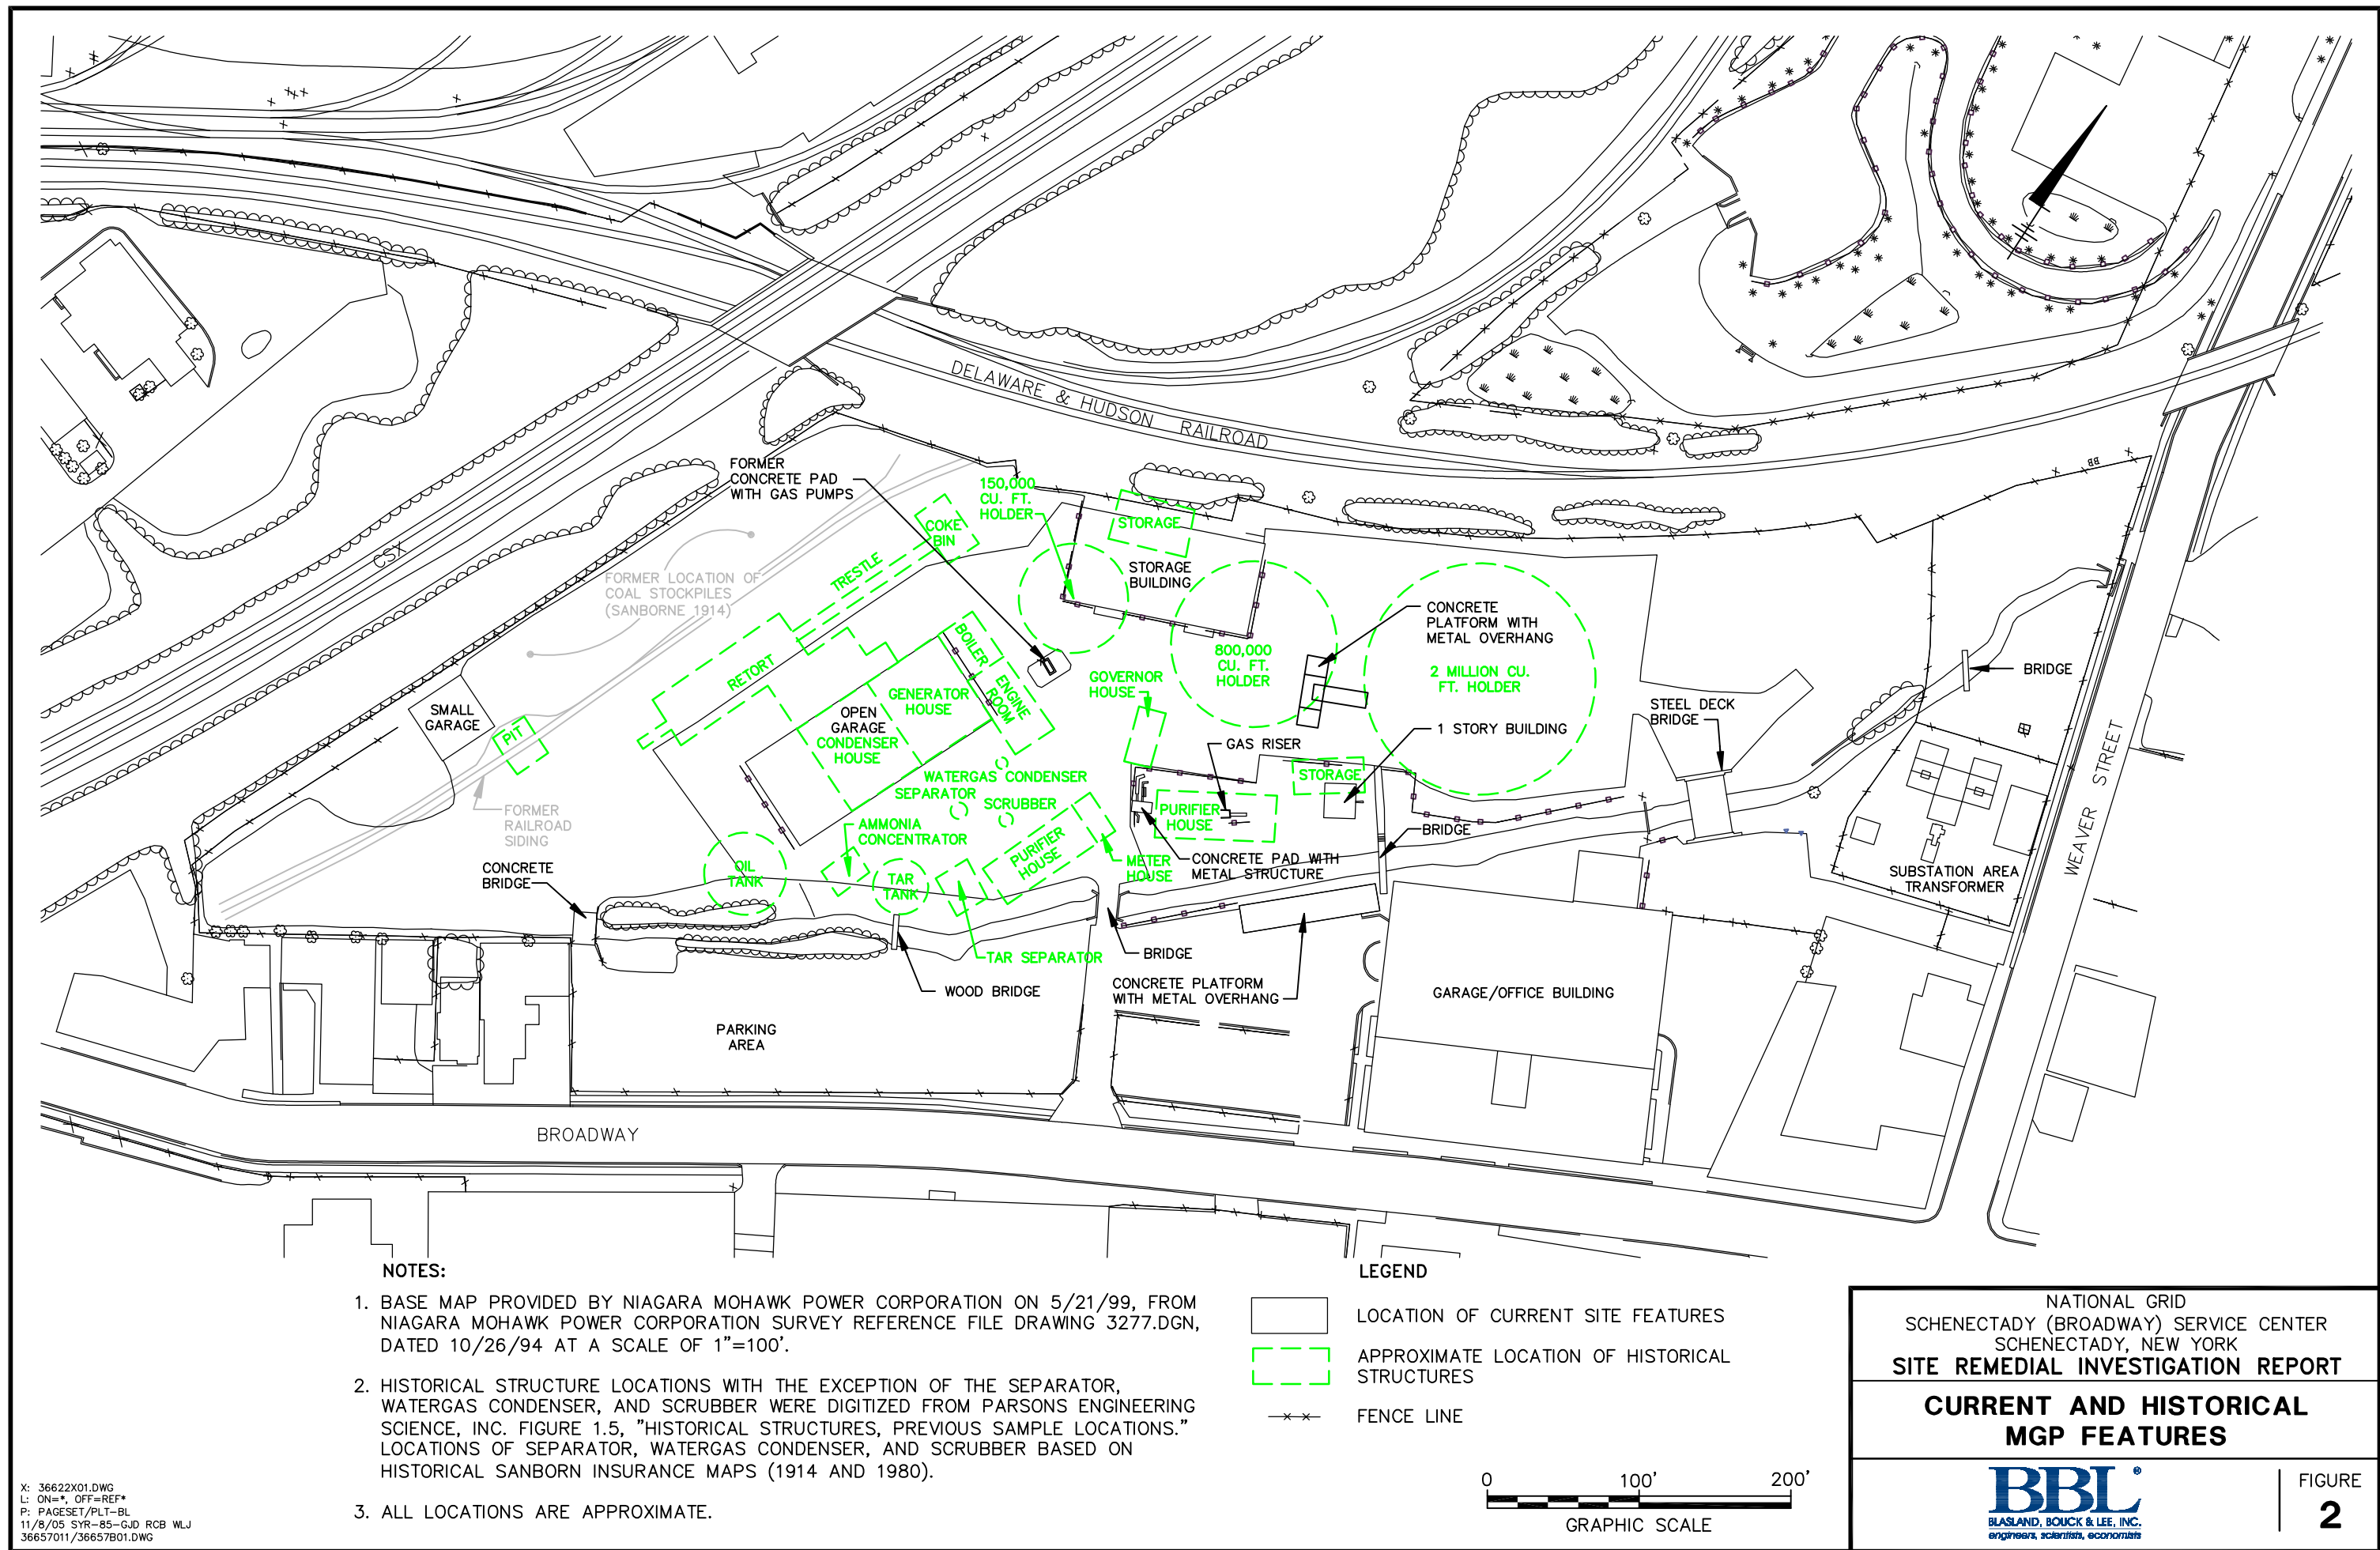 DELAWARE & HUDSON RAILROAD
FORMER
CONCRETE PAD
WITH GAS PUMPS
150,000
CU. FT.
HOLDER
COKE
BIN
STORAGE
BB
CSX
FORMER LOCATION OF
COAL STOCKPILES
(SANBORNE 1914)
TRESTLE
STORAGE
BUILDING
CONCRETE
PLATFORM WITH
METAL OVERHANG
RETORT
BOILER
ENGINE
ROOM
GENERATOR
HOUSE
GOVERNOR
HOUSE
800,000
CU. FT.
HOLDER
2 MILLION CU.
FT. HOLDER
BRIDGE
SMALL
GARAGE
PIT
OPEN
GARAGE
CONDENSER
HOUSE
STEEL DECK
BRIDGE
1 STORY BUILDING
GAS RISER
WATERGAS CONDENSER
SEPARATOR
SCRUBBER
STORAGE
PURIFIER
HOUSE
FORMER
RAILROAD
SIDING
AMMONIA
CONCENTRATOR
PURIFIER
HOUSE
METER
HOUSE
BRIDGE
CONCRETE PAD WITH
METAL STRUCTURE
CONCRETE
BRIDGE
OIL
TANK
TAR
TANK
SUBSTATION AREA
TRANSFORMER
WEAVER STREET
TAR SEPARATOR
BRIDGE
WOOD BRIDGE
CONCRETE PLATFORM
WITH METAL OVERHANG
GARAGE/OFFICE BUILDING
PARKING
AREA
BROADWAY
NOTES:
1. BASE MAP PROVIDED BY NIAGARA MOHAWK POWER CORPORATION ON 5/21/99, FROM
NIAGARA MOHAWK POWER CORPORATION SURVEY REFERENCE FILE DRAWING 3277.DGN,
DATED 10/26/94 AT A SCALE OF 1"=100'.
2. HISTORICAL STRUCTURE LOCATIONS WITH THE EXCEPTION OF THE SEPARATOR,
WATERGAS CONDENSER, AND SCRUBBER WERE DIGITIZED FROM PARSONS ENGINEERING
SCIENCE, INC. FIGURE 1.5, "HISTORICAL STRUCTURES, PREVIOUS SAMPLE LOCATIONS."
LOCATIONS OF SEPARATOR, WATERGAS CONDENSER, AND SCRUBBER BASED ON
HISTORICAL SANBORN INSURANCE MAPS (1914 AND 1980).
3. ALL LOCATIONS ARE APPROXIMATE.
LEGEND
LOCATION OF CURRENT SITE FEATURES
APPROXIMATE LOCATION OF HISTORICAL
STRUCTURES
FENCE LINE
0 100' 200'
GRAPHIC SCALE
X: 36622X01.DWG
L: ON=*, OFF=REF*
P: PAGESET/PLT-BL
11/8/05 SYR-85-GJD RCB WLJ
36657011/36657B01.DWG
NATIONAL GRID
SCHENECTADY (BROADWAY) SERVICE CENTER
SCHENECTADY, NEW YORK
SITE REMEDIAL INVESTIGATION REPORT
CURRENT AND HISTORICAL
MGP FEATURES
BBL®
BLASLAND, BOUCK & LEE, INC.
engineers, scientists, economists
FIGURE
2